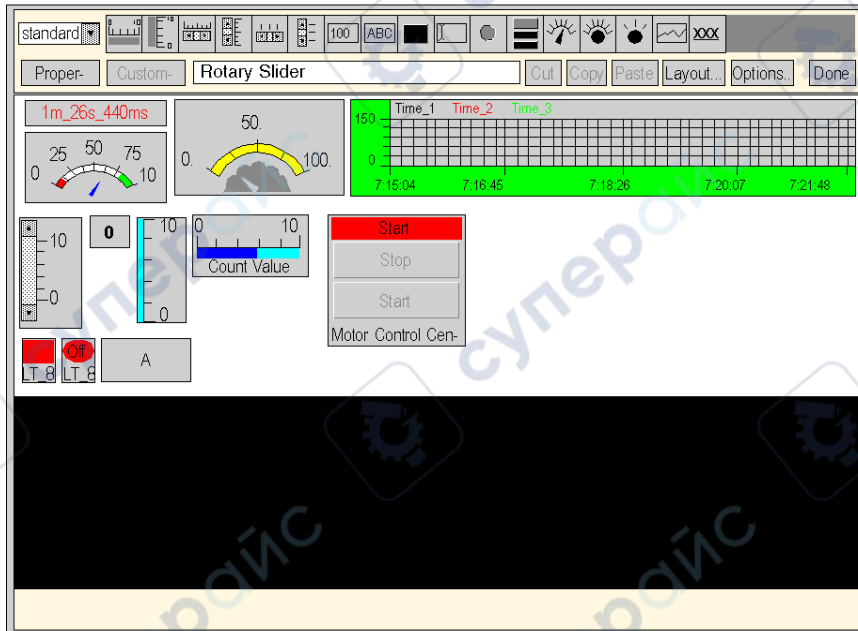 standard 100 ABC XXX
Proper- Custom- Rotary Slider Cut Copy Paste Layout... Options.. Done
1m_26s_440ms
0 25 50 75 10
0. 50. 100.
Time_1 Time_2 Time_3
150
0
7:15:04 7:16:45 7:18:26 7:20:07 7:21:48
10
0
0
10
0
0 10
Count Value
Start
Stop
Start
Motor Control Cen-
LT_8
Off
LT_8
A
суперайс
суперайс
райс
райс